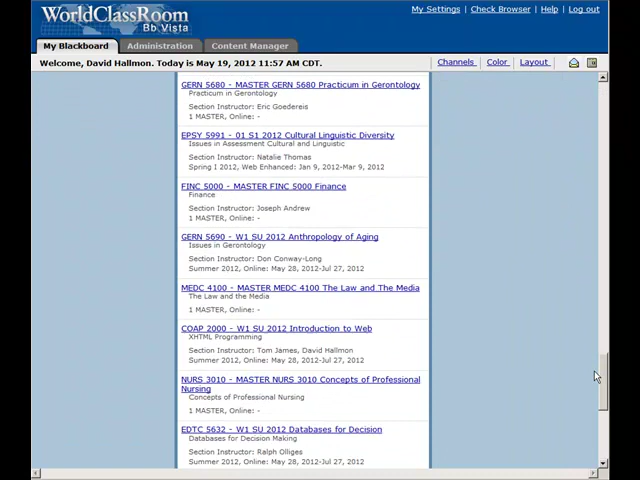 WorldClassRoom
Bb Vista
My Settings | Check Browser | Help | Log out
My Blackboard Administration Content Manager
Welcome, David Hallmon. Today is May 19, 2012 11:57 AM CDT.
Channels Color Layout
GERN 5680 - MASTER GERN 5680 Practicum in Gerontology
Practicum in Gerontology
Section Instructor: Eric Goedereis
1 MASTER, Online: -
EPSY 5991 - 01 S1 2012 Cultural Linguistic Diversity
Issues in Assessment Cultural and Linguistic
Section Instructor: Natalie Thomas
Spring I 2012, Web Enhanced: Jan 9, 2012-Mar 9, 2012
FINC 5000 - MASTER FINC 5000 Finance
Finance
Section Instructor: Joseph Andrew
1 MASTER, Online: -
GERN 5690 - W1 SU 2012 Anthropology of Aging
Issues in Gerontology
Section Instructor: Don Conway-Long
Summer 2012, Online: May 28, 2012-Jul 27, 2012
MEDC 4100 - MASTER MEDC 4100 The Law and The Media
The Law and the Media
1 MASTER, Online: -
COAP 2000 - W1 SU 2012 Introduction to Web
XHTML Programming
Section Instructor: Tom James, David Hallmon
Summer 2012, Online: May 28, 2012-Jul 27, 2012
NURS 3010 - MASTER NURS 3010 Concepts of Professional
Nursing
Concepts of Professional Nursing
1 MASTER, Online: -
EDTC 5632 - W1 SU 2012 Databases for Decision
Databases for Decision Making
Section Instructor: Ralph Olliges
Summer 2012, Online: May 28, 2012-Jul 27, 2012